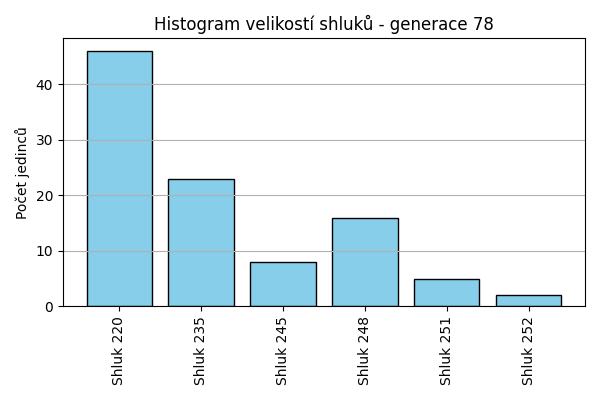 Histogram velikostí shluků - generace 78
Počet jedinců
40
30
20
10
0
Shluk 220
Shluk 235
Shluk 245
Shluk 248
Shluk 251
Shluk 252